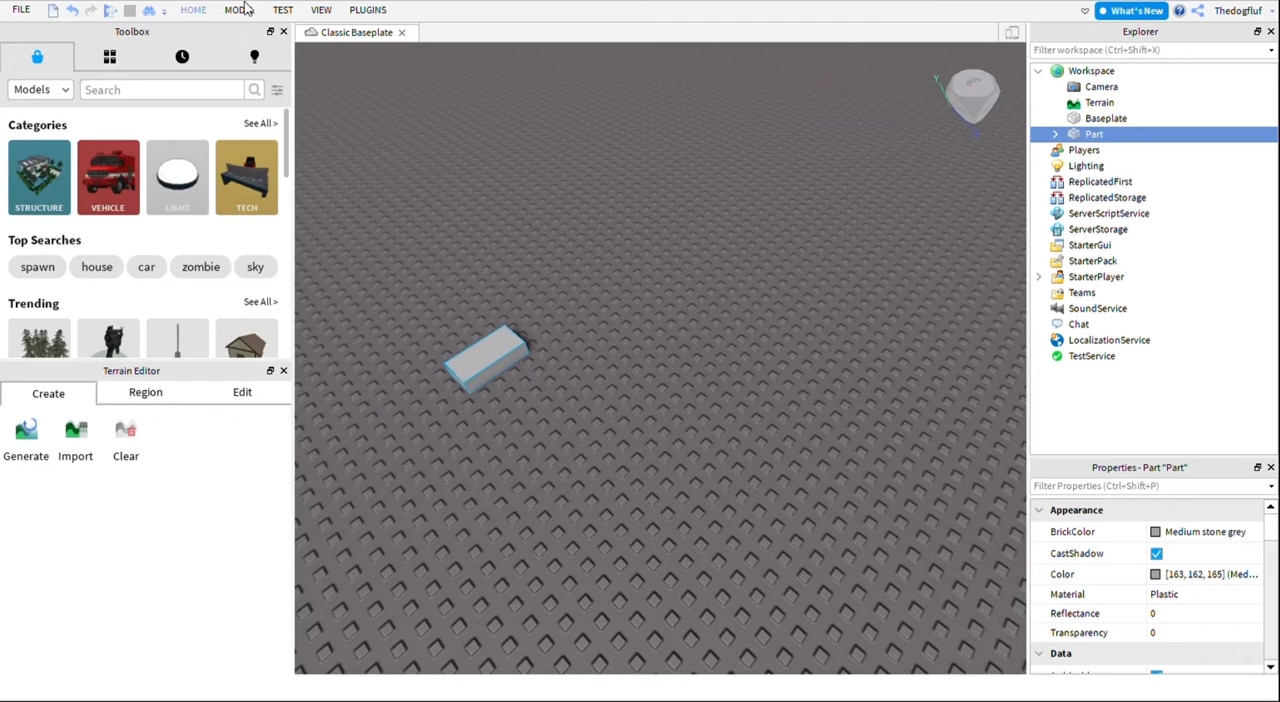 FILE HOME MOD TEST VIEW PLUGINS What's New Thedogfluf
Toolbox
Classic Baseplate
Explorer
Filter workspace (Ctrl+Shift+X)
Models Search
Categories See All >
STRUCTURE VEHICLE LIGHT TECH
Top Searches
spawn house car zombie sky
Trending See All >
Terrain Editor
Create Region Edit
Generate Import Clear
Y
Workspace
Camera
Terrain
Baseplate
Part
Players
Lighting
ReplicatedFirst
ReplicatedStorage
ServerScriptService
ServerStorage
StarterGui
StarterPack
StarterPlayer
Teams
SoundService
Chat
LocalizationService
TestService
Properties - Part "Part"
Filter Properties (Ctrl+Shift+P)
Appearance
BrickColor Medium stone grey
CastShadow
Color [163, 162, 165] (Med...
Material Plastic
Reflectance 0
Transparency 0
Data